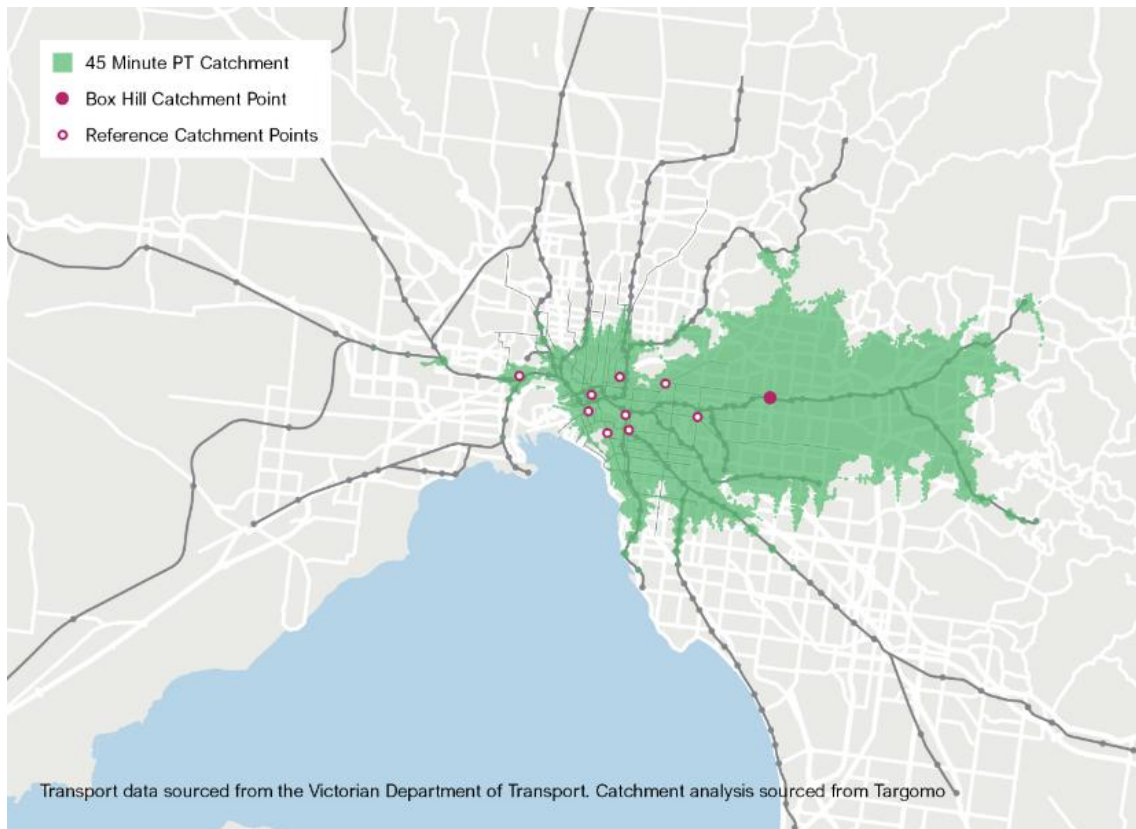 45 Minute PT Catchment
Box Hill Catchment Point
Reference Catchment Points
Transport data sourced from the Victorian Department of Transport. Catchment analysis sourced from Targomo